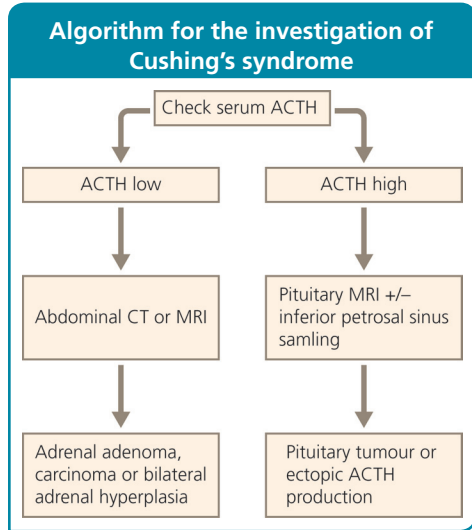 Algorithm for the investigation of
Cushing's syndrome
Check serum ACTH
ACTH low
ACTH high
Abdominal CT or MRI
Pituitary MRI +/–
inferior petrosal sinus
samling
Adrenal adenoma,
carcinoma or bilateral
adrenal hyperplasia
Pituitary tumour or
ectopic ACTH
production